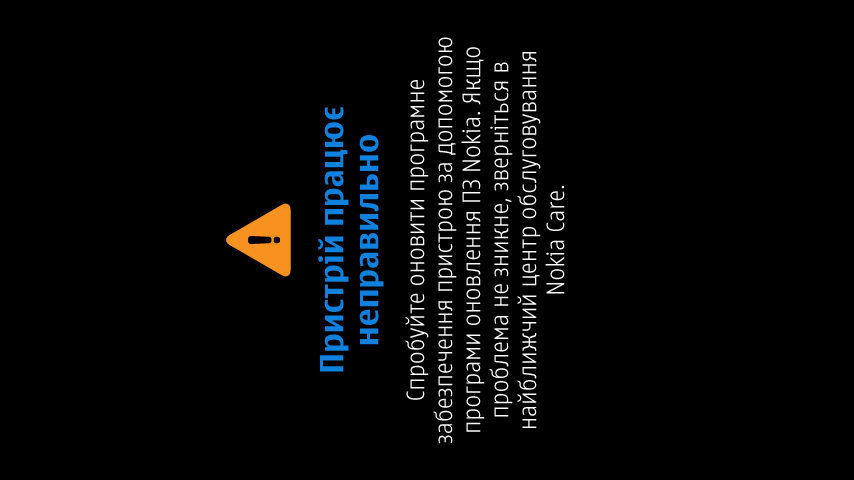 Пристрій працює
неправильно
Спробуйте оновити програмне
забезпечення пристрою за допомогою
програми оновлення ПЗ Nokia. Якщо
проблема не зникне, зверніться в
найближчий центр обслуговування
Nokia Care.